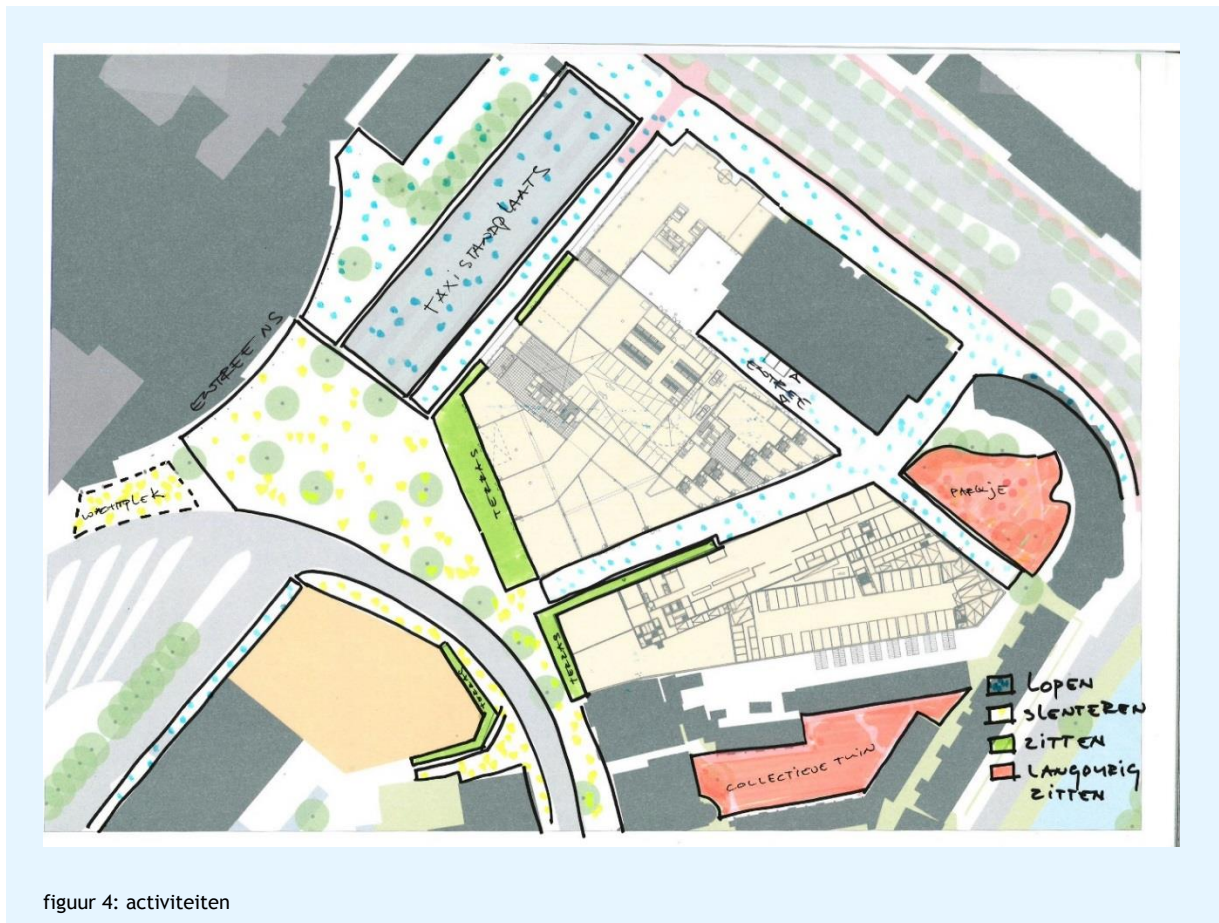 TAXISTANDPLAATS
ENTREE NS
ENTREE
TERRAS
WACHTPLEK
PARKJE
TERRAS
TERRAS
COLLECTIEVE TUIN
LOPEN
SLENTEREN
ZITTEN
LANGDURIG
ZITTEN
figuur 4: activiteiten